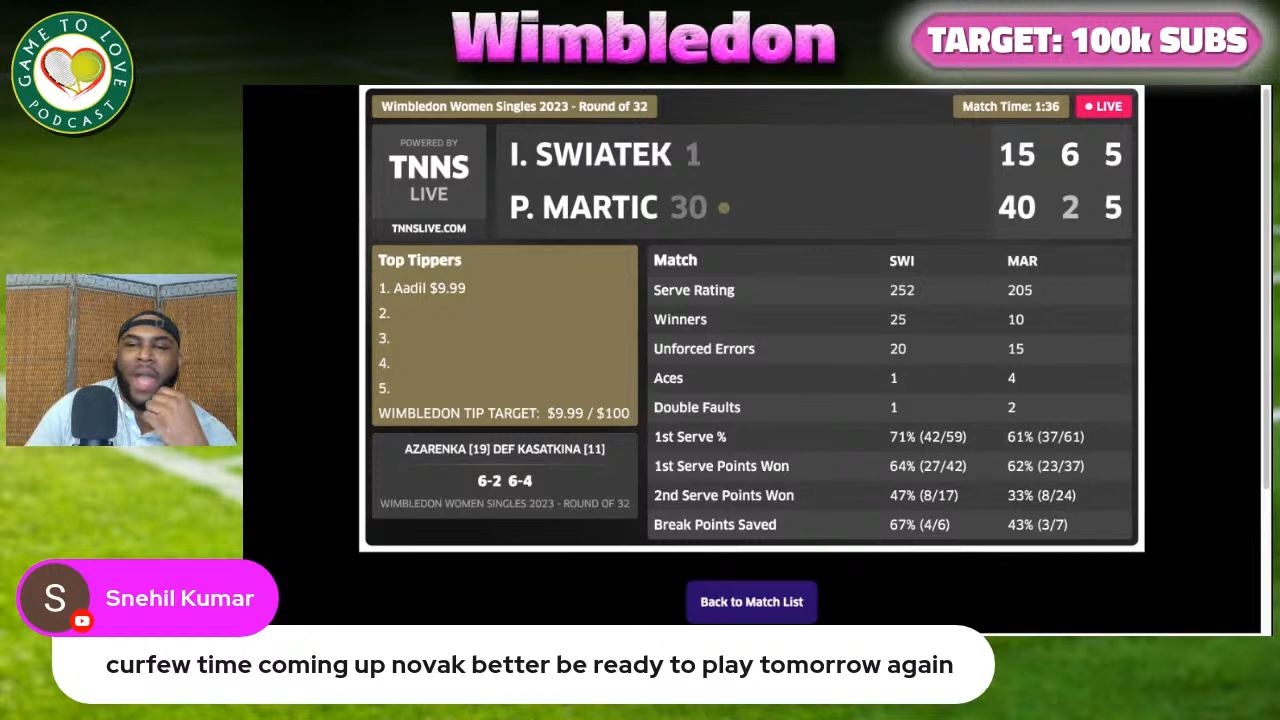 GAME TO LOVE
PODCAST
Wimbledon
TARGET: 100k SUBS
Wimbledon Women Singles 2023 - Round of 32
Match Time: 1:36
LIVE
POWERED BY
TNNS
LIVE
TNNSLIVE.COM
I. SWIATEK 1 15 6 5
P. MARTIC 30 40 2 5
Top Tippers
1. Aadil $9.99
2.
3.
4.
5.
WIMBLEDON TIP TARGET: $9.99 / $100
AZARENKA [19] DEF KASATKINA [11]
6-2 6-4
WIMBLEDON WOMEN SINGLES 2023 - ROUND OF 32
Match SWI MAR
Serve Rating 252 205
Winners 25 10
Unforced Errors 20 15
Aces 1 4
Double Faults 1 2
1st Serve % 71% (42/59) 61% (37/61)
1st Serve Points Won 64% (27/42) 62% (23/37)
2nd Serve Points Won 47% (8/17) 33% (8/24)
Break Points Saved 67% (4/6) 43% (3/7)
Back to Match List
S
Snehil Kumar
curfew time coming up novak better be ready to play tomorrow again